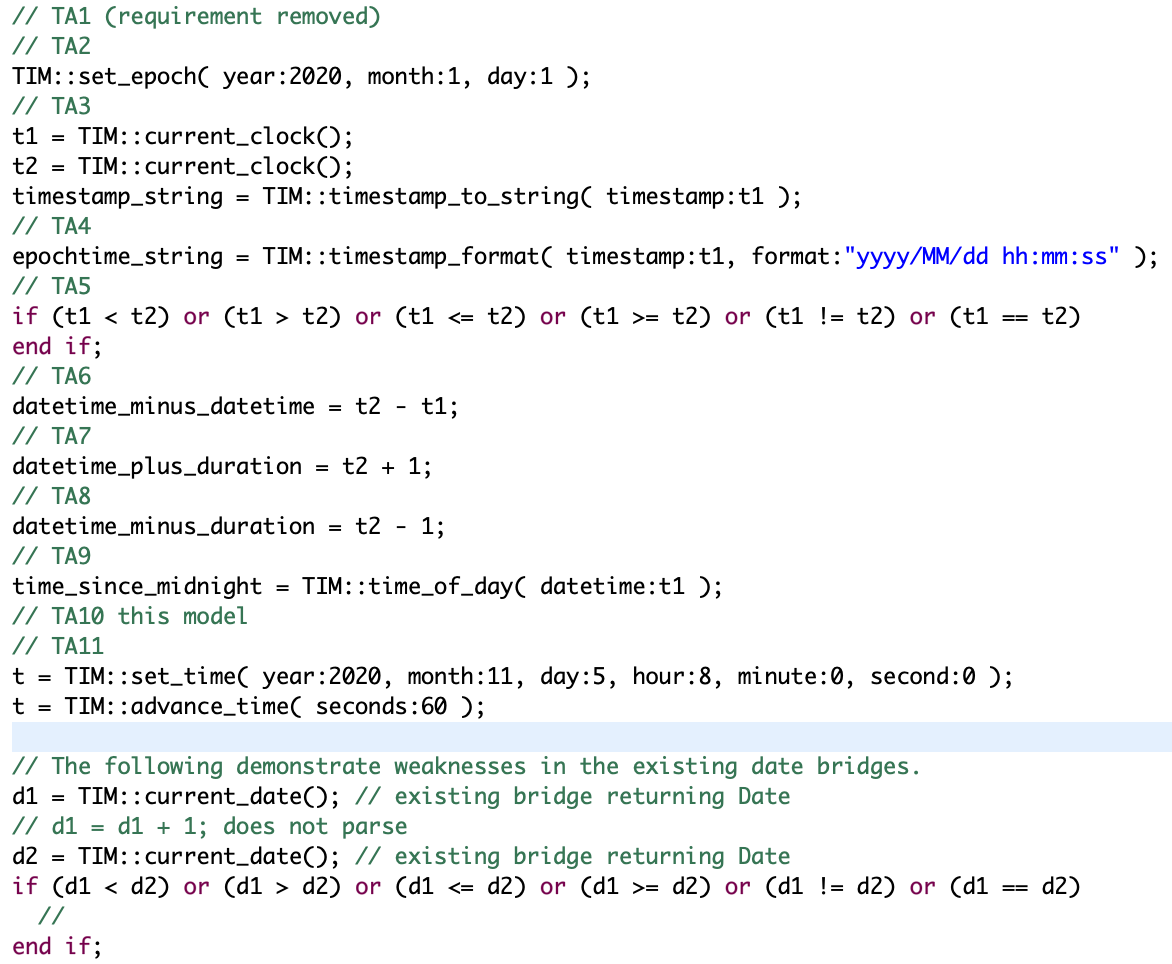 // TA1 (requirement removed)
// TA2
TIM::set_epoch( year:2020, month:1, day:1 );
// TA3
t1 = TIM::current_clock();
t2 = TIM::current_clock();
timestamp_string = TIM::timestamp_to_string( timestamp:t1 );
// TA4
epochtime_string = TIM::timestamp_format( timestamp:t1, format:"yyyy/MM/dd hh:mm:ss" );
// TA5
if (t1 < t2) or (t1 > t2) or (t1 <= t2) or (t1 >= t2) or (t1 != t2) or (t1 == t2)
end if;
// TA6
datetime_minus_datetime = t2 - t1;
// TA7
datetime_plus_duration = t2 + 1;
// TA8
datetime_minus_duration = t2 - 1;
// TA9
time_since_midnight = TIM::time_of_day( datetime:t1 );
// TA10 this model
// TA11
t = TIM::set_time( year:2020, month:11, day:5, hour:8, minute:0, second:0 );
t = TIM::advance_time( seconds:60 );
// The following demonstrate weaknesses in the existing date bridges.
d1 = TIM::current_date(); // existing bridge returning Date
// d1 = d1 + 1; does not parse
d2 = TIM::current_date(); // existing bridge returning Date
if (d1 < d2) or (d1 > d2) or (d1 <= d2) or (d1 >= d2) or (d1 != d2) or (d1 == d2)
  //
end if;